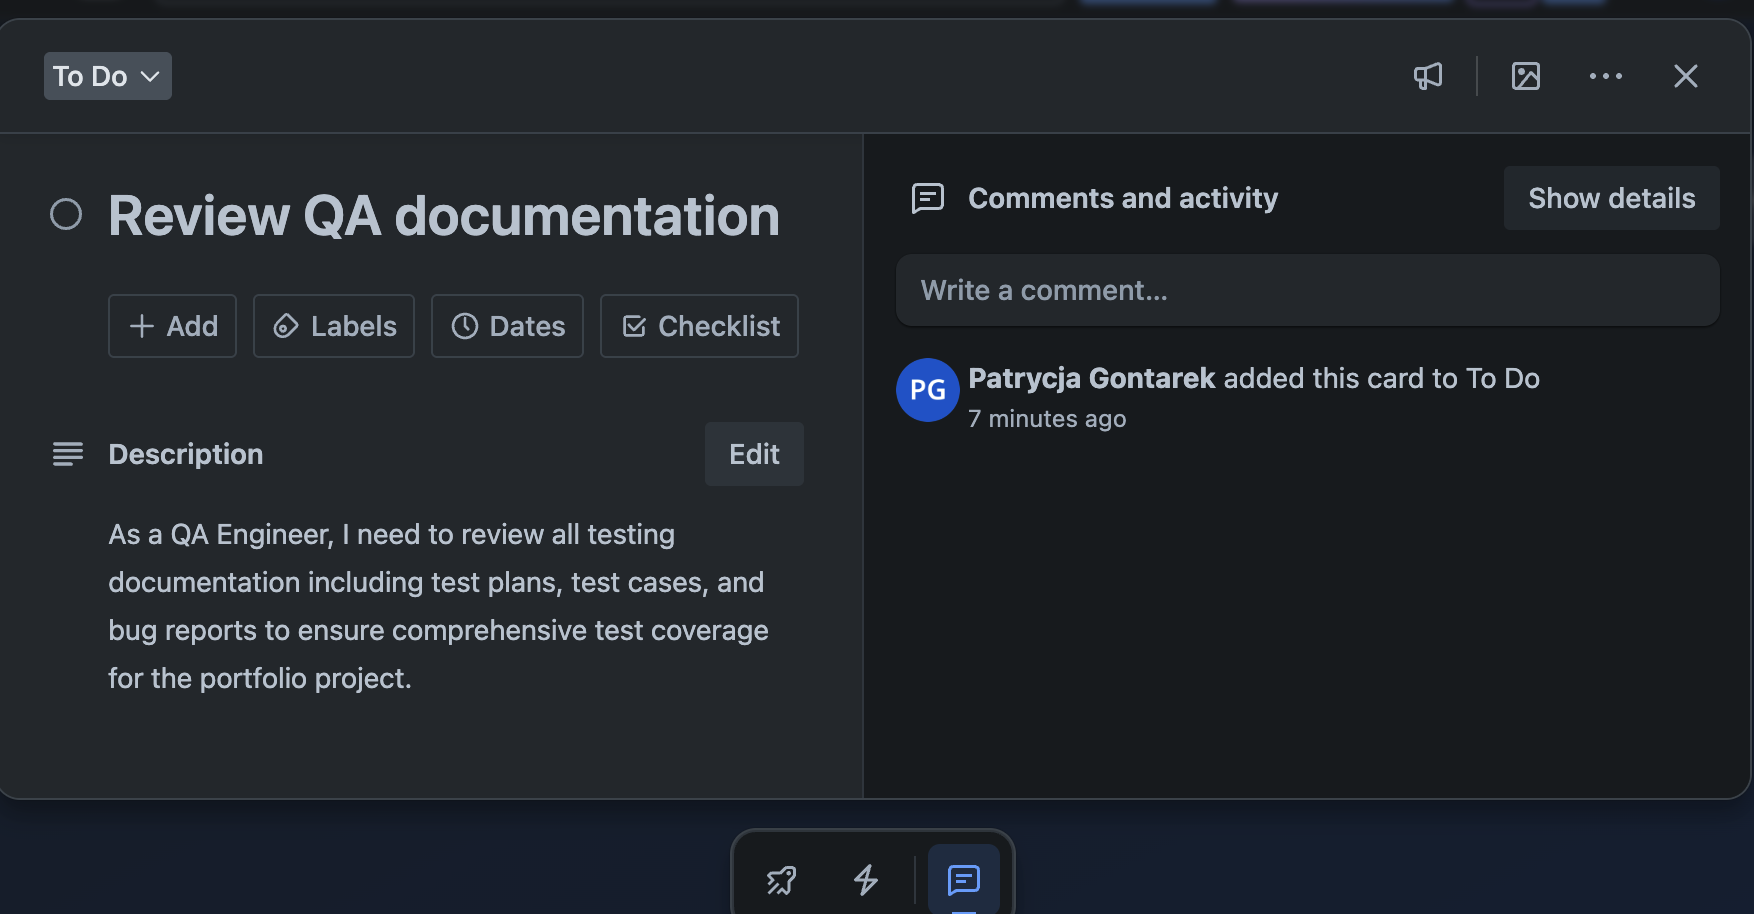 To Do
Review QA documentation
Add
Labels
Dates
Checklist
Description
Edit
As a QA Engineer, I need to review all testing
documentation including test plans, test cases, and
bug reports to ensure comprehensive test coverage
for the portfolio project.
Comments and activity
Show details
Write a comment...
PG
Patrycja Gontarek added this card to To Do
7 minutes ago